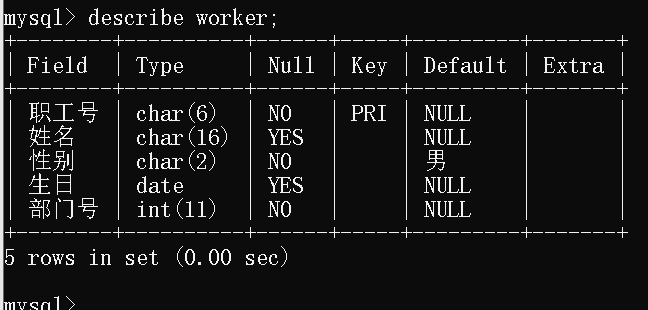 mysql> describe worker;
+--------+----------+------+-----+---------+-------+
| Field | Type | Null | Key | Default | Extra |
+--------+----------+------+-----+---------+-------+
| 职工号 | char(6) | NO | PRI | NULL | |
| 姓名 | char(16) | YES | | NULL | |
| 性别 | char(2) | NO | | 男 | |
| 生日 | date | YES | | NULL | |
| 部门号 | int(11) | NO | | NULL | |
+--------+----------+------+-----+---------+-------+
5 rows in set (0.00 sec)
mysql>